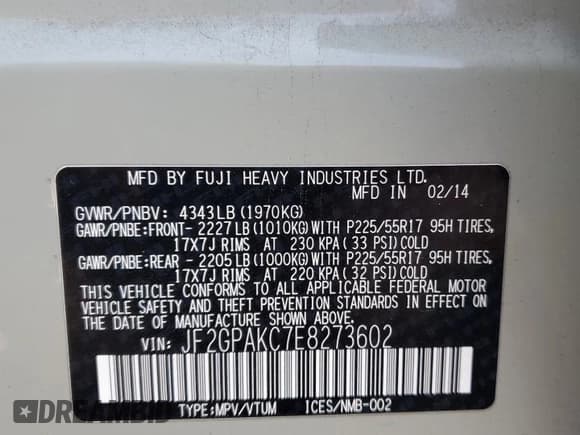 MFD BY FUJI HEAVY INDUSTRIES LTD.
MFD IN 02/14
GVWR/PNBV: 4343LB(1970KG)
GAWR/PNBE:FRONT- 2227LB(1010KG)WITH P225/55R17 95H TIRES,
17X7J RIMS AT 230 KPA( 33 PSI)COLD
GAWR/PNBE:REAR - 2205LB(1000KG)WITH P225/55R17 95H TIRES,
17X7J RIMS AT 220 KPA( 32 PSI)COLD
THIS VEHICLE CONFORMS TO ALL APPLICABLE FEDERAL MOTOR
VEHICLE SAFETY AND THEFT PREVENTION STANDARDS IN EFFECT
ON THE DATE OF MANUFACTURE SHOWN ABOVE.
VIN: JF2GPAKC7E8273602
TYPE:MPV/VTUM ICES/NMB-002
DREAMBID
Dreambid.com